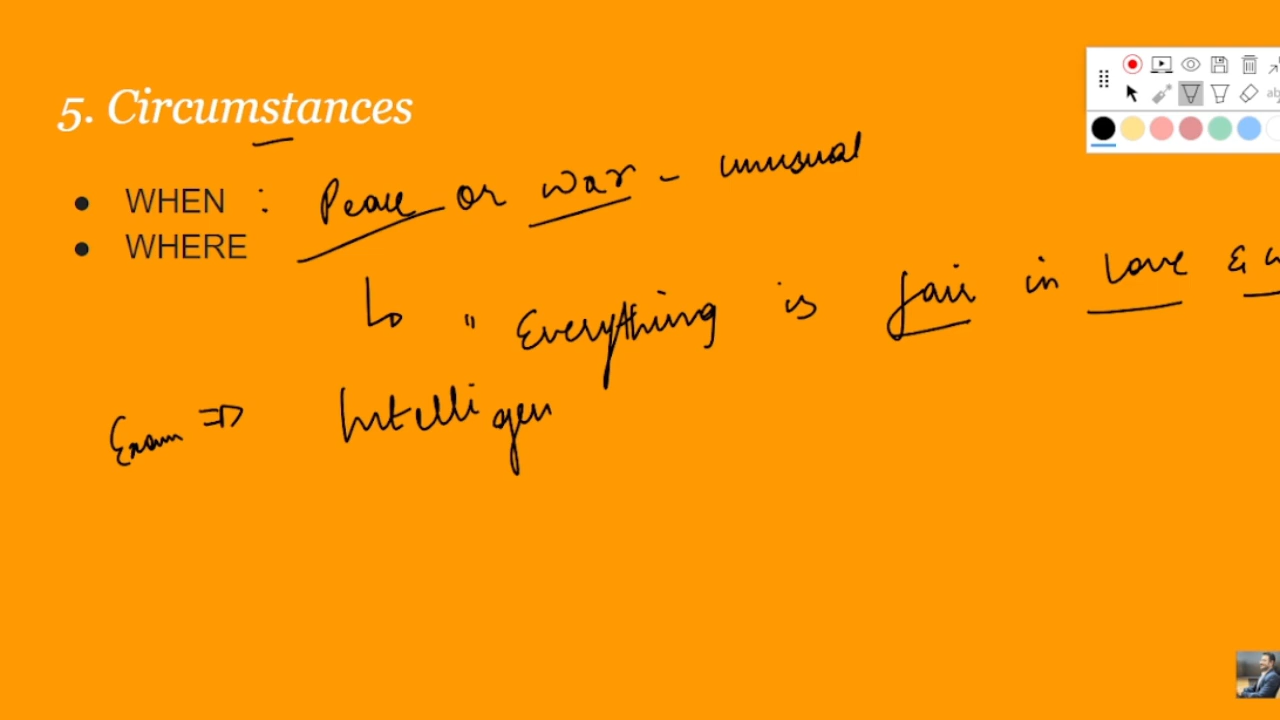 5. Circumstances
• WHEN : Peace or war - unusual
• WHERE
" Everything is fair in love &
Exam ⇒ Intelligen